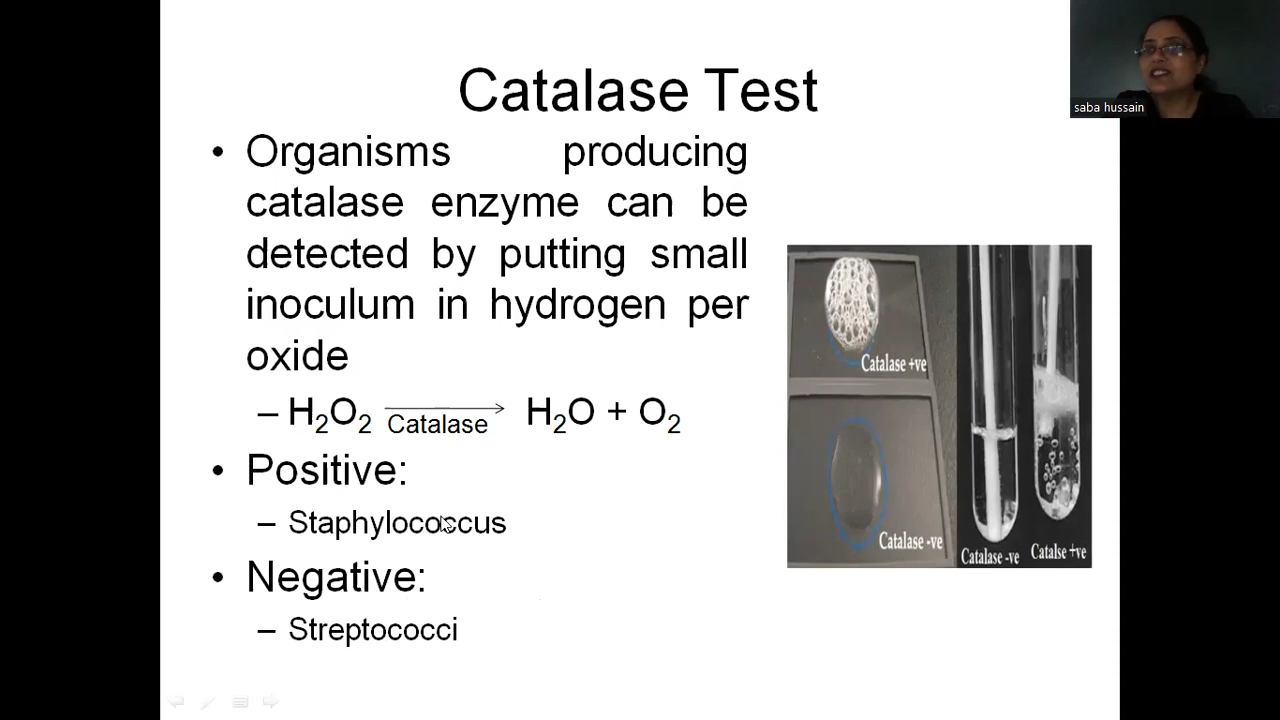 Catalase Test
saba hussain
• Organisms producing
catalase enzyme can be
detected by putting small
inoculum in hydrogen per
oxide
– H₂O₂ → H₂O + O₂
Catalase
• Positive:
– Staphylococcus
• Negative:
– Streptococci
Catalase +ve
Catalase -ve
Catalase -ve
Catalse +ve